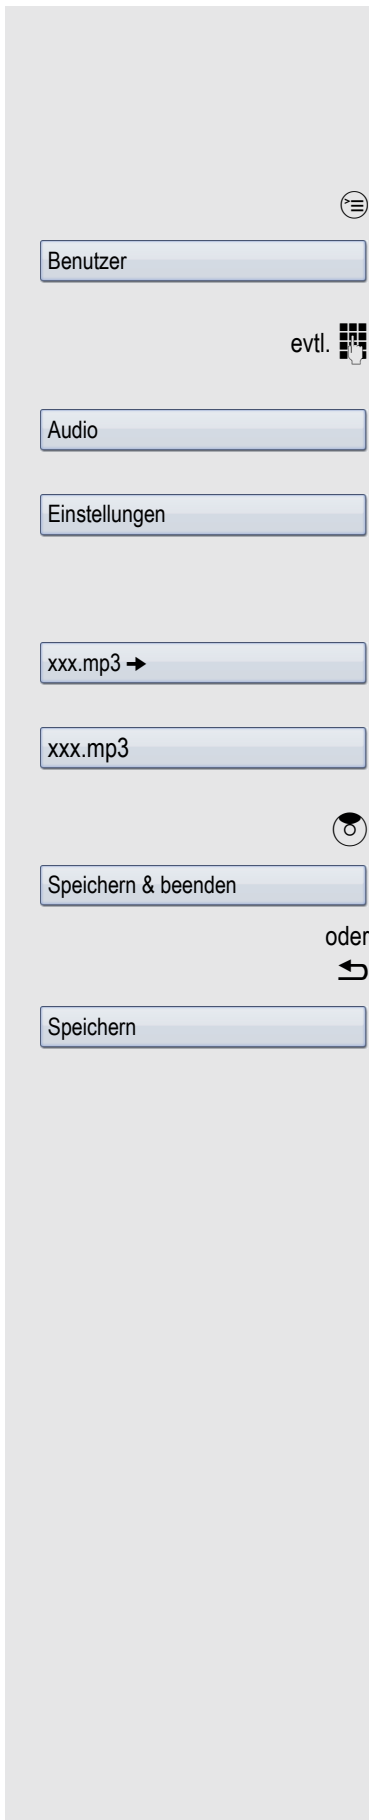 Benutzer
evtl.
Audio
Einstellungen
xxx.mp3 →
xxx.mp3
Speichern & beenden
oder
Speichern